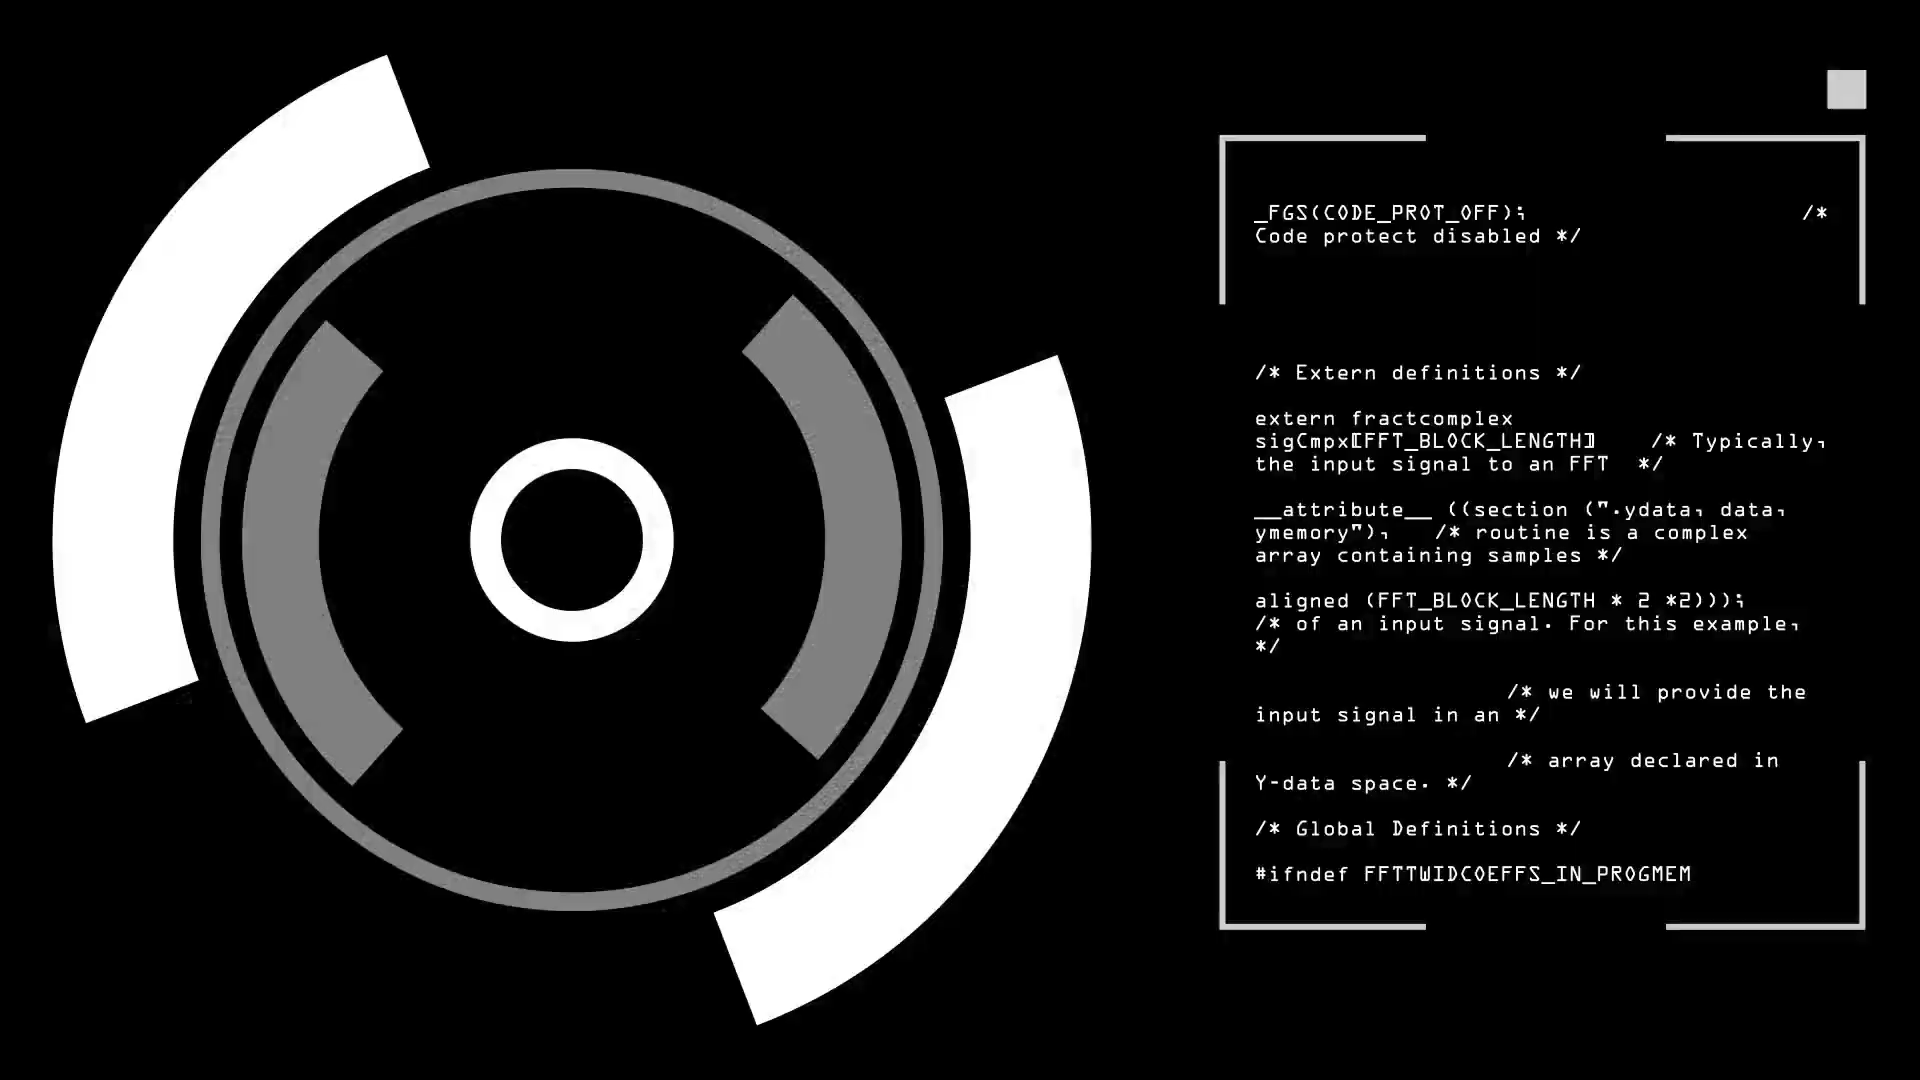 _FGS(CODE_PROT_OFF); /*
Code protect disabled */
/* Extern definitions */
extern fractcomplex
sigCmpx[FFT_BLOCK_LENGTH] /* Typically,
the input signal to an FFT */
__attribute__ ((section (".ydata, data,
ymemory"), /* routine is a complex
array containing samples */
aligned (FFT_BLOCK_LENGTH * 2 *2)));
/* of an input signal. For this example,
*/
/* we will provide the
input signal in an */
/* array declared in
Y-data space. */
/* Global Definitions */
#ifndef FFTTWIDCOEFFS_IN_PROGMEM